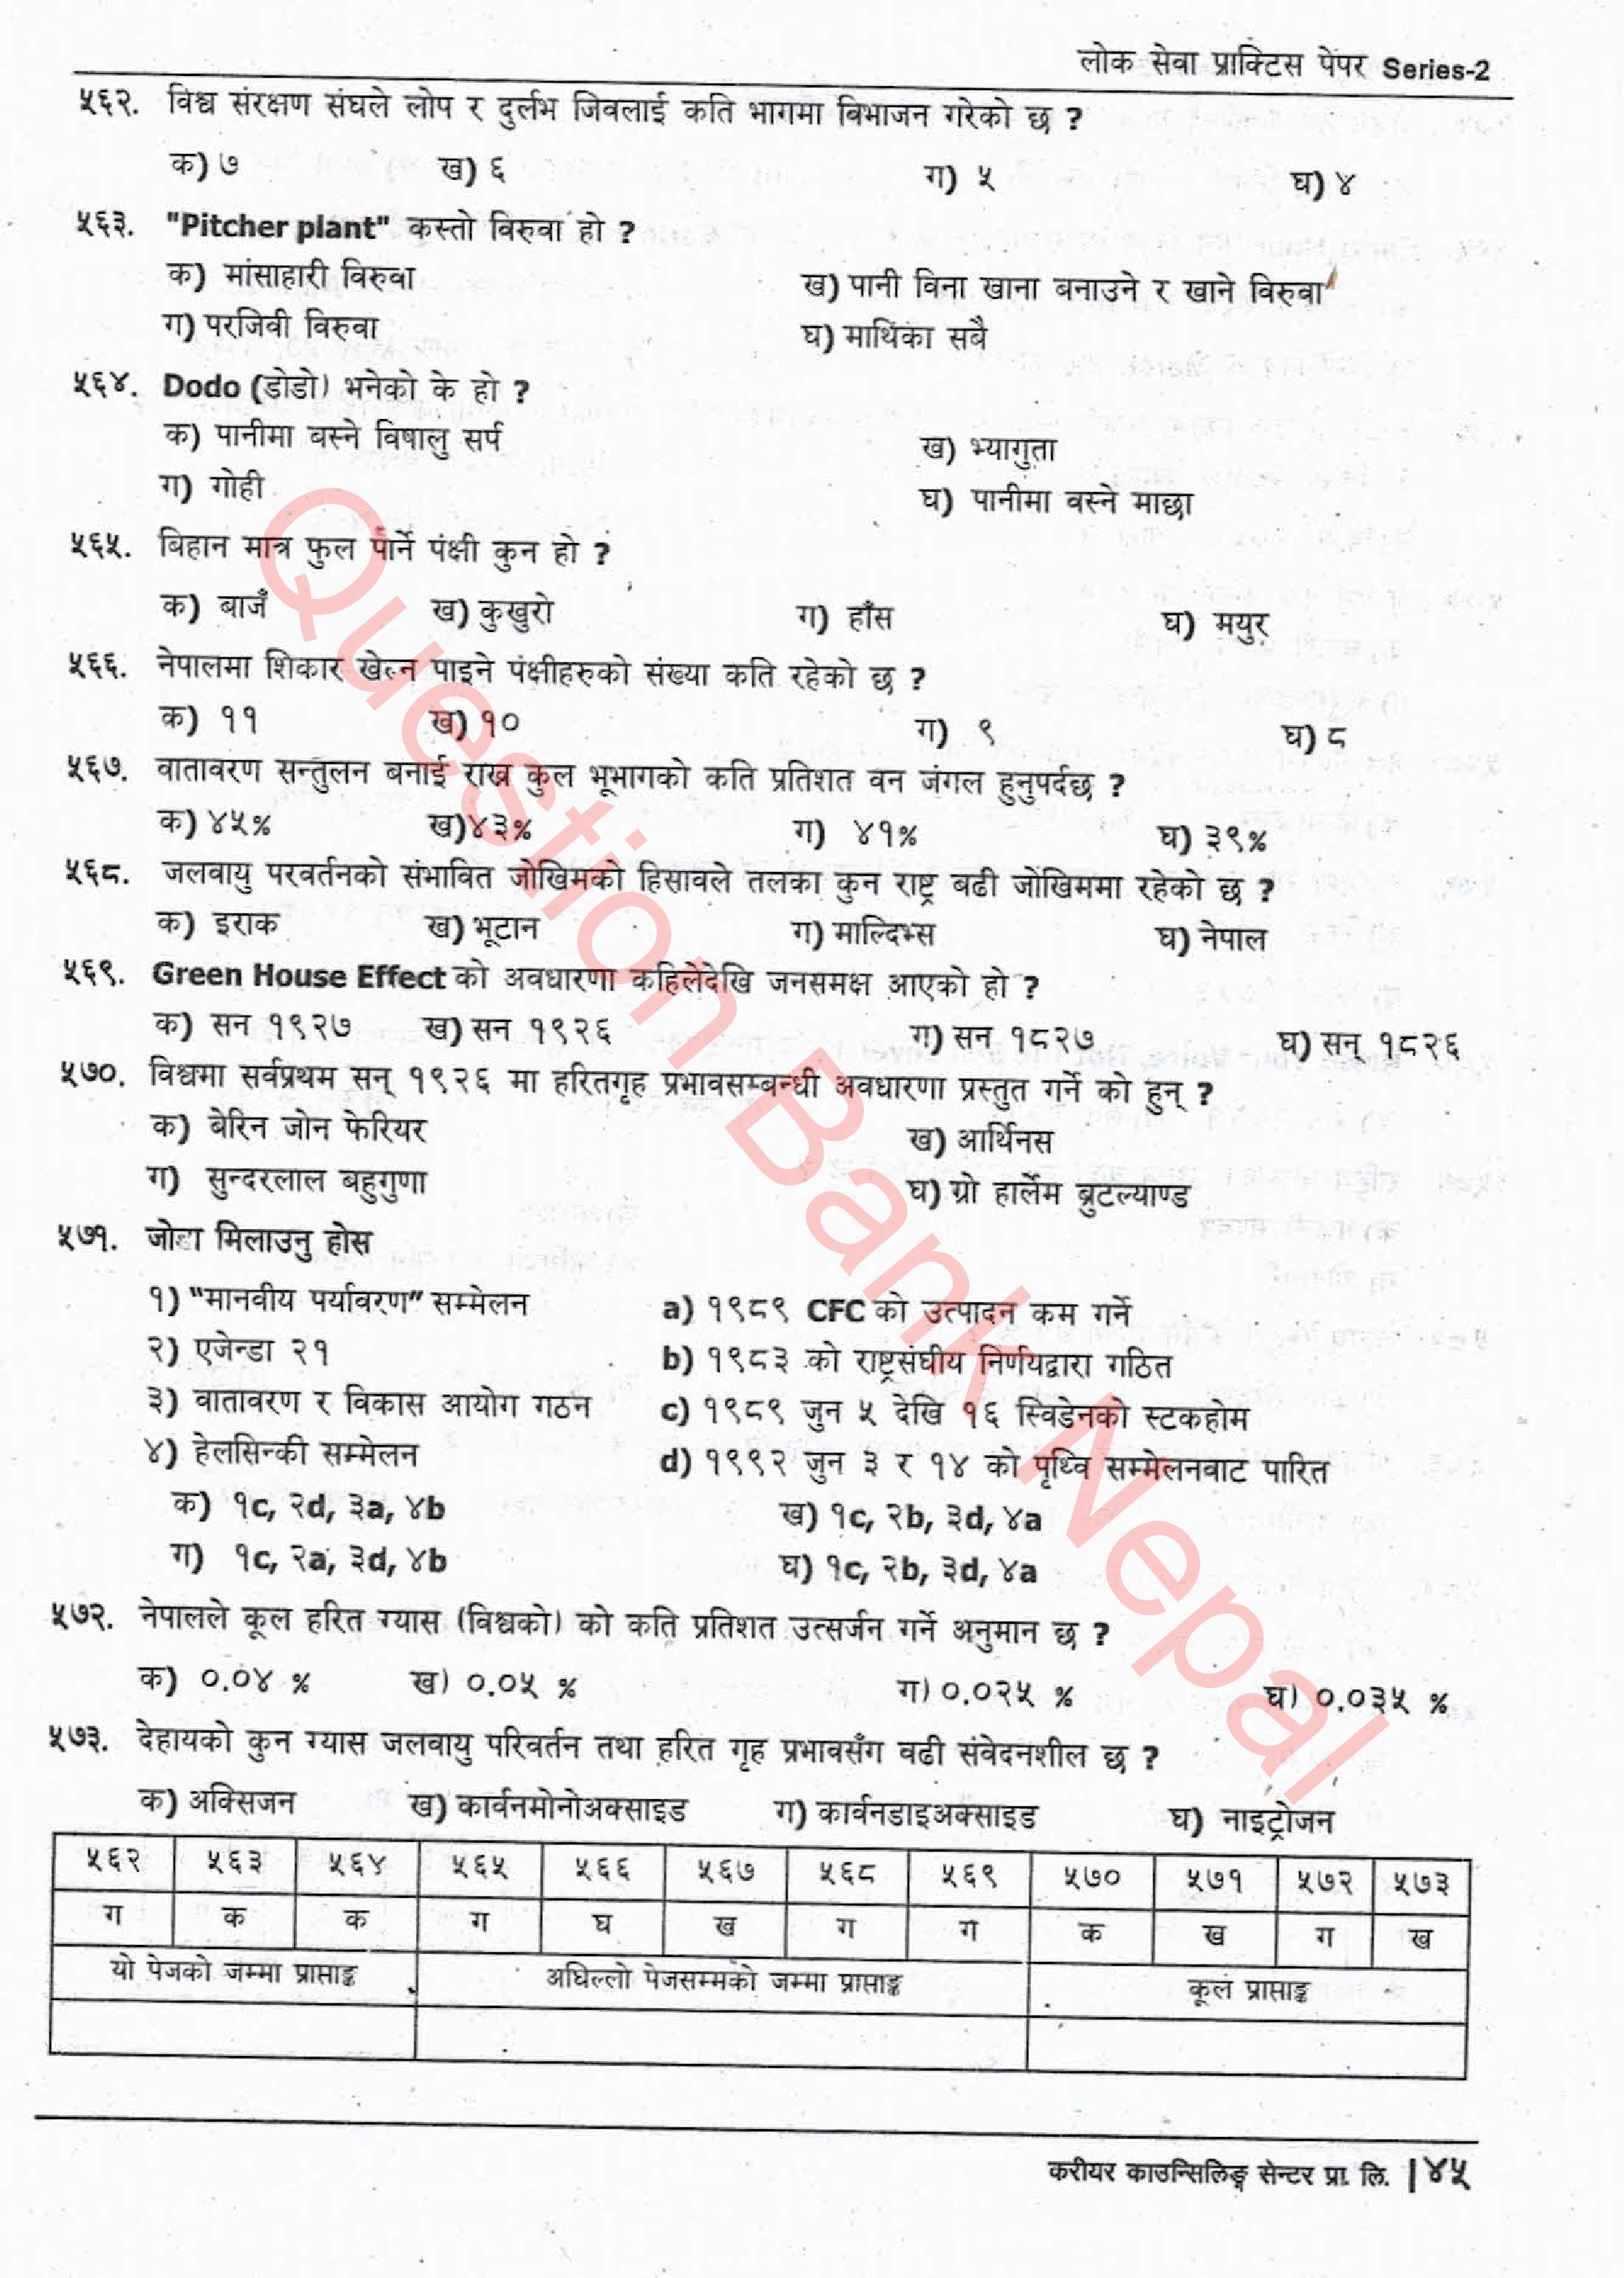 लोक सेवा प्राक्टिस पेपर Series-2
५६२. विश्व संरक्षण संघले लोप र दुर्लभ जिवलाई कति भागमा विभाजन गरेको छ ?
क) ७ ख) ६ ग) ५ घ) ४
५६३. "Pitcher plant" कस्तो विरुवा हो ?
क) मांसाहारी विरुवा ख) पानी विना खाना बनाउने र खाने विरुवा
ग) परजिवी विरुवा घ) माथिका सबै
५६४. Dodo (डोडो) भनेको के हो ?
क) पानीमा बस्ने विषालु सर्प ख) भ्यागुता
ग) गोही घ) पानीमा वस्ने माछा
५६५. बिहान मात्र फुल पार्ने पंक्षी कुन हो ?
क) बाजँ ख) कुखुरो ग) हाँस घ) मयुर
५६६. नेपालमा शिकार खेल्न पाइने पंक्षीहरुको संख्या कति रहेको छ ?
क) ११ ख) १० ग) ९ घ) ८
५६७. वातावरण सन्तुलन बनाई राख्न कुल भूभागको कति प्रतिशत वन जंगल हुनुपर्दछ ?
क) ४५% ख)४३% ग) ४१% घ) ३९%
५६८. जलवायु परवर्तनको संभावित जोखिमको हिसावले तलका कुन राष्ट्र बढी जोखिममा रहेको छ ?
क) इराक ख) भूटान ग) माल्दिभ्स घ) नेपाल
५६९. Green House Effect को अवधारणा कहिलेदेखि जनसमक्ष आएको हो ?
क) सन १९२७ ख) सन १९२६ ग) सन १८२७ घ) सन् १८२६
५७०. विश्वमा सर्वप्रथम सन् १९२६ मा हरितगृह प्रभावसम्बन्धी अवधारणा प्रस्तुत गर्ने को हुन् ?
क) बेरिन जोन फेरियर ख) आर्थिनस
ग) सुन्दरलाल बहुगुणा घ) ग्रो हार्लेम ब्रुटल्याण्ड
५७१. जोडा मिलाउनु होस
१) "मानवीय पर्यावरण" सम्मेलन a) १९८९ CFC को उत्पादन कम गर्ने
२) एजेन्डा २१ b) १९८३ को राष्ट्रसंघीय निर्णयद्वारा गठित
३) वातावरण र विकास आयोग गठन c) १९८९ जुन ५ देखि १६ स्विडेनको स्टकहोम
४) हेलसिन्की सम्मेलन d) १९९२ जुन ३ र १४ को पृथ्वि सम्मेलनवाट पारित
क) १c, २d, ३a, ४b ख) १c, २b, ३d, ४a
ग) १c, २a, ३d, ४b घ) १c, २b, ३d, ४a
५७२. नेपालले कूल हरित ग्यास (विश्वको) को कति प्रतिशत उत्सर्जन गर्ने अनुमान छ ?
क) ०.०४ % ख) ०.०५ % ग) ०.०२५ % घ) ०.०३५ %
५७३. देहायको कुन ग्यास जलवायु परिवर्तन तथा हरित गृह प्रभावसँग वढी संवेदनशील छ ?
क) अक्सिजन ख) कार्वनमोनोअक्साइड ग) कार्वनडाइअक्साइड घ) नाइट्रोजन
५६२ ५६३ ५६४ ५६५ ५६६ ५६७ ५६८ ५६९ ५७० ५७१ ५७२ ५७३
ग क क ग घ ख ग ग क ख ग ख
यो पेजको जम्मा प्राप्ताङ्क अघिल्लो पेजसम्मको जम्मा प्राप्ताङ्क कूल प्राप्ताङ्क
करीयर काउन्सिलिङ्ग सेन्टर प्रा. लि. |४५
Question Bank Nepal